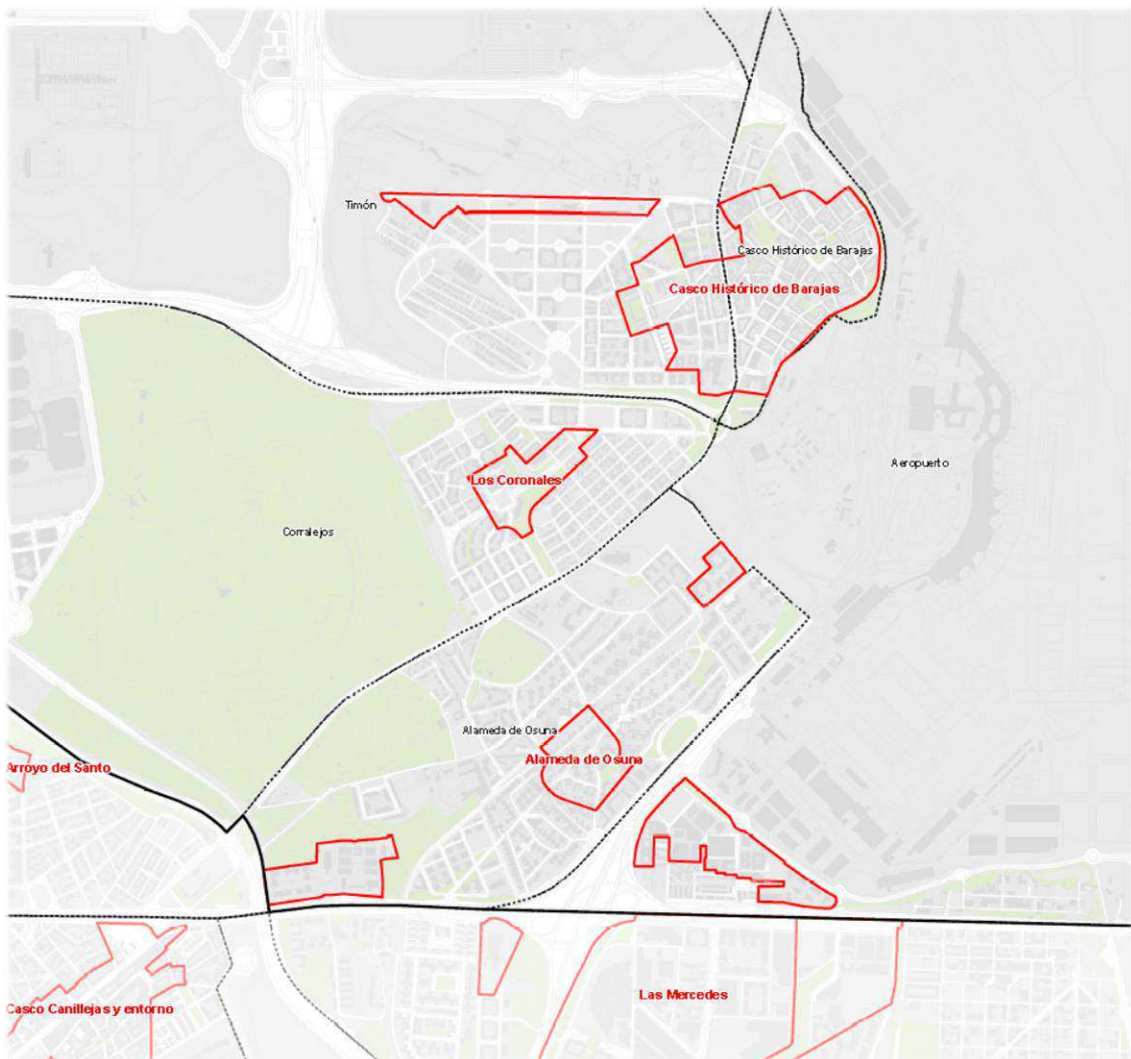 Timón
Casco Histórico de Barajas
Casco Histórico de Barajas
Aeropuerto
Los Coronales
Corralejos
Alameda de Osuna
Alameda de Osuna
Arroyo del Santo
Las Mercedes
Casco Canillejas y entorno